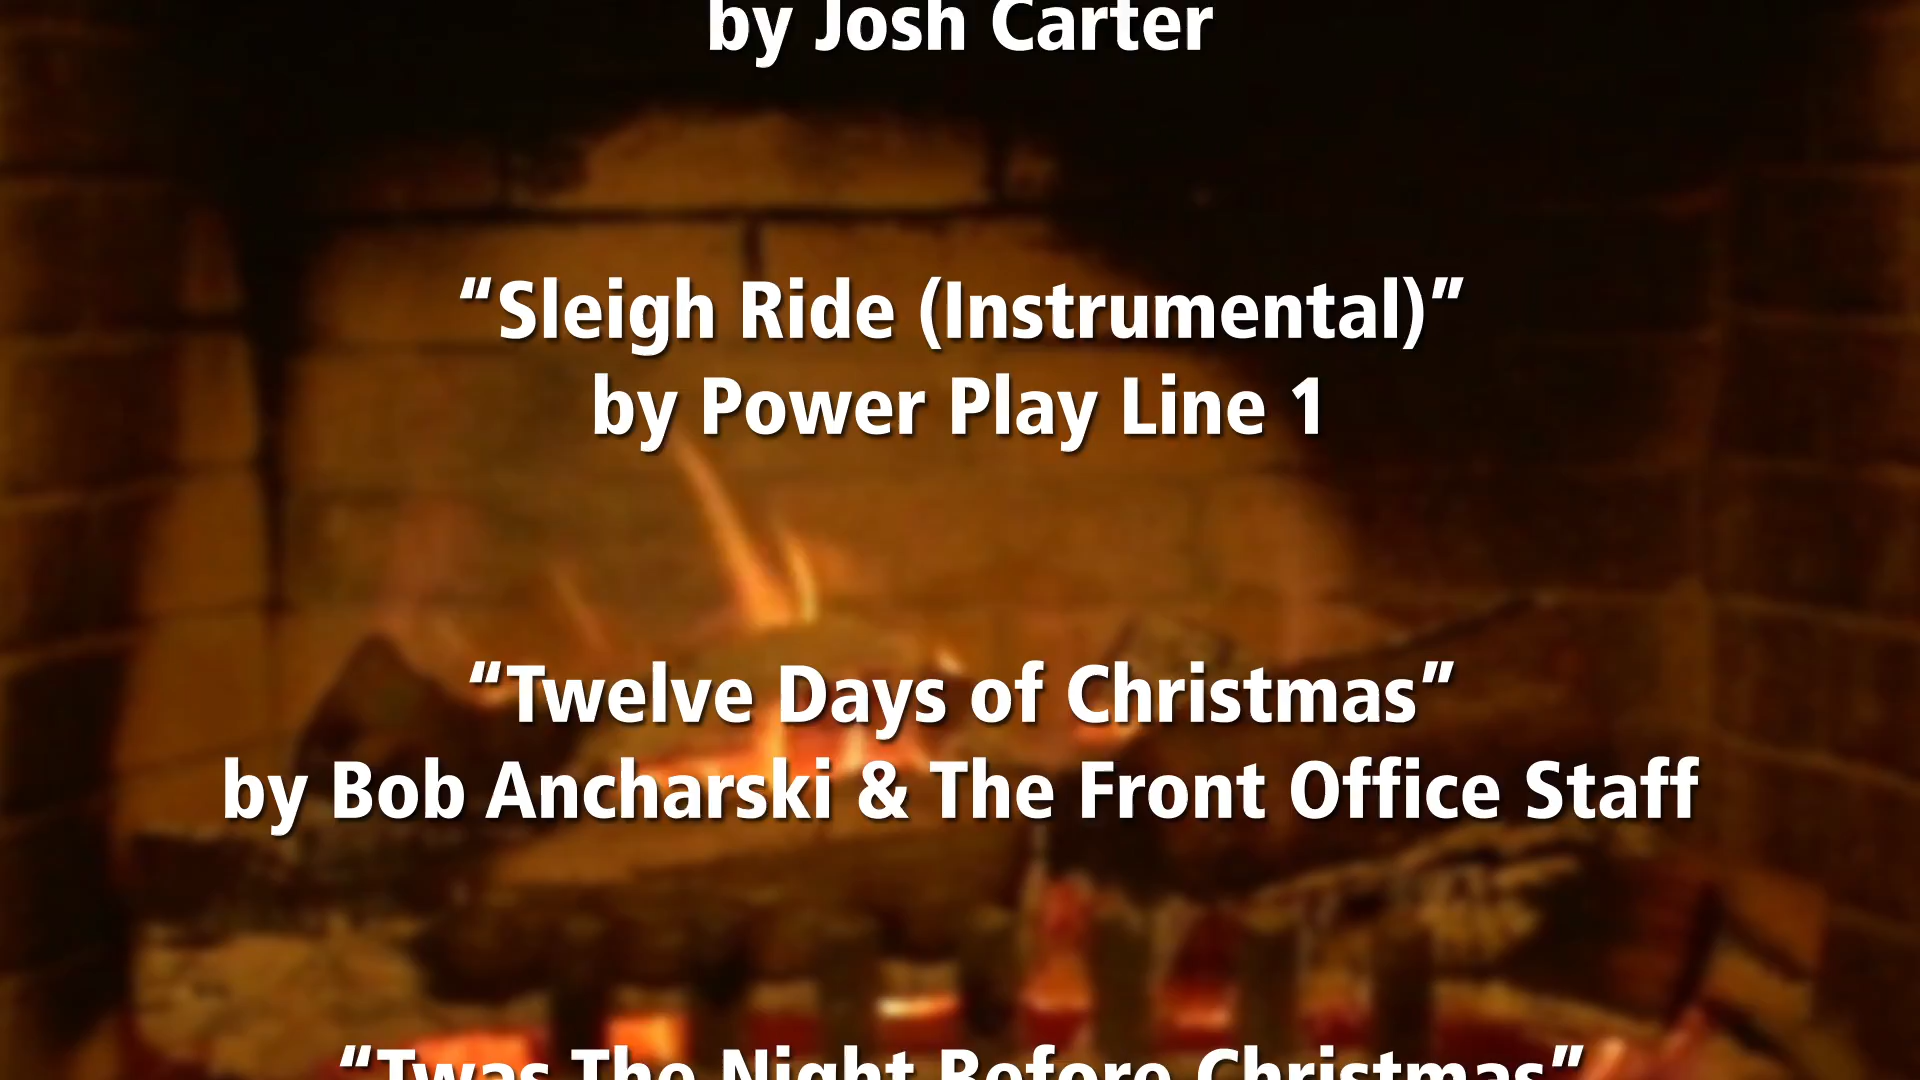 by Josh Carter
“Sleigh Ride (Instrumental)”
by Power Play Line 1
“Twelve Days of Christmas”
by Bob Ancharski & The Front Office Staff
“Twas The Night Before Christmas”